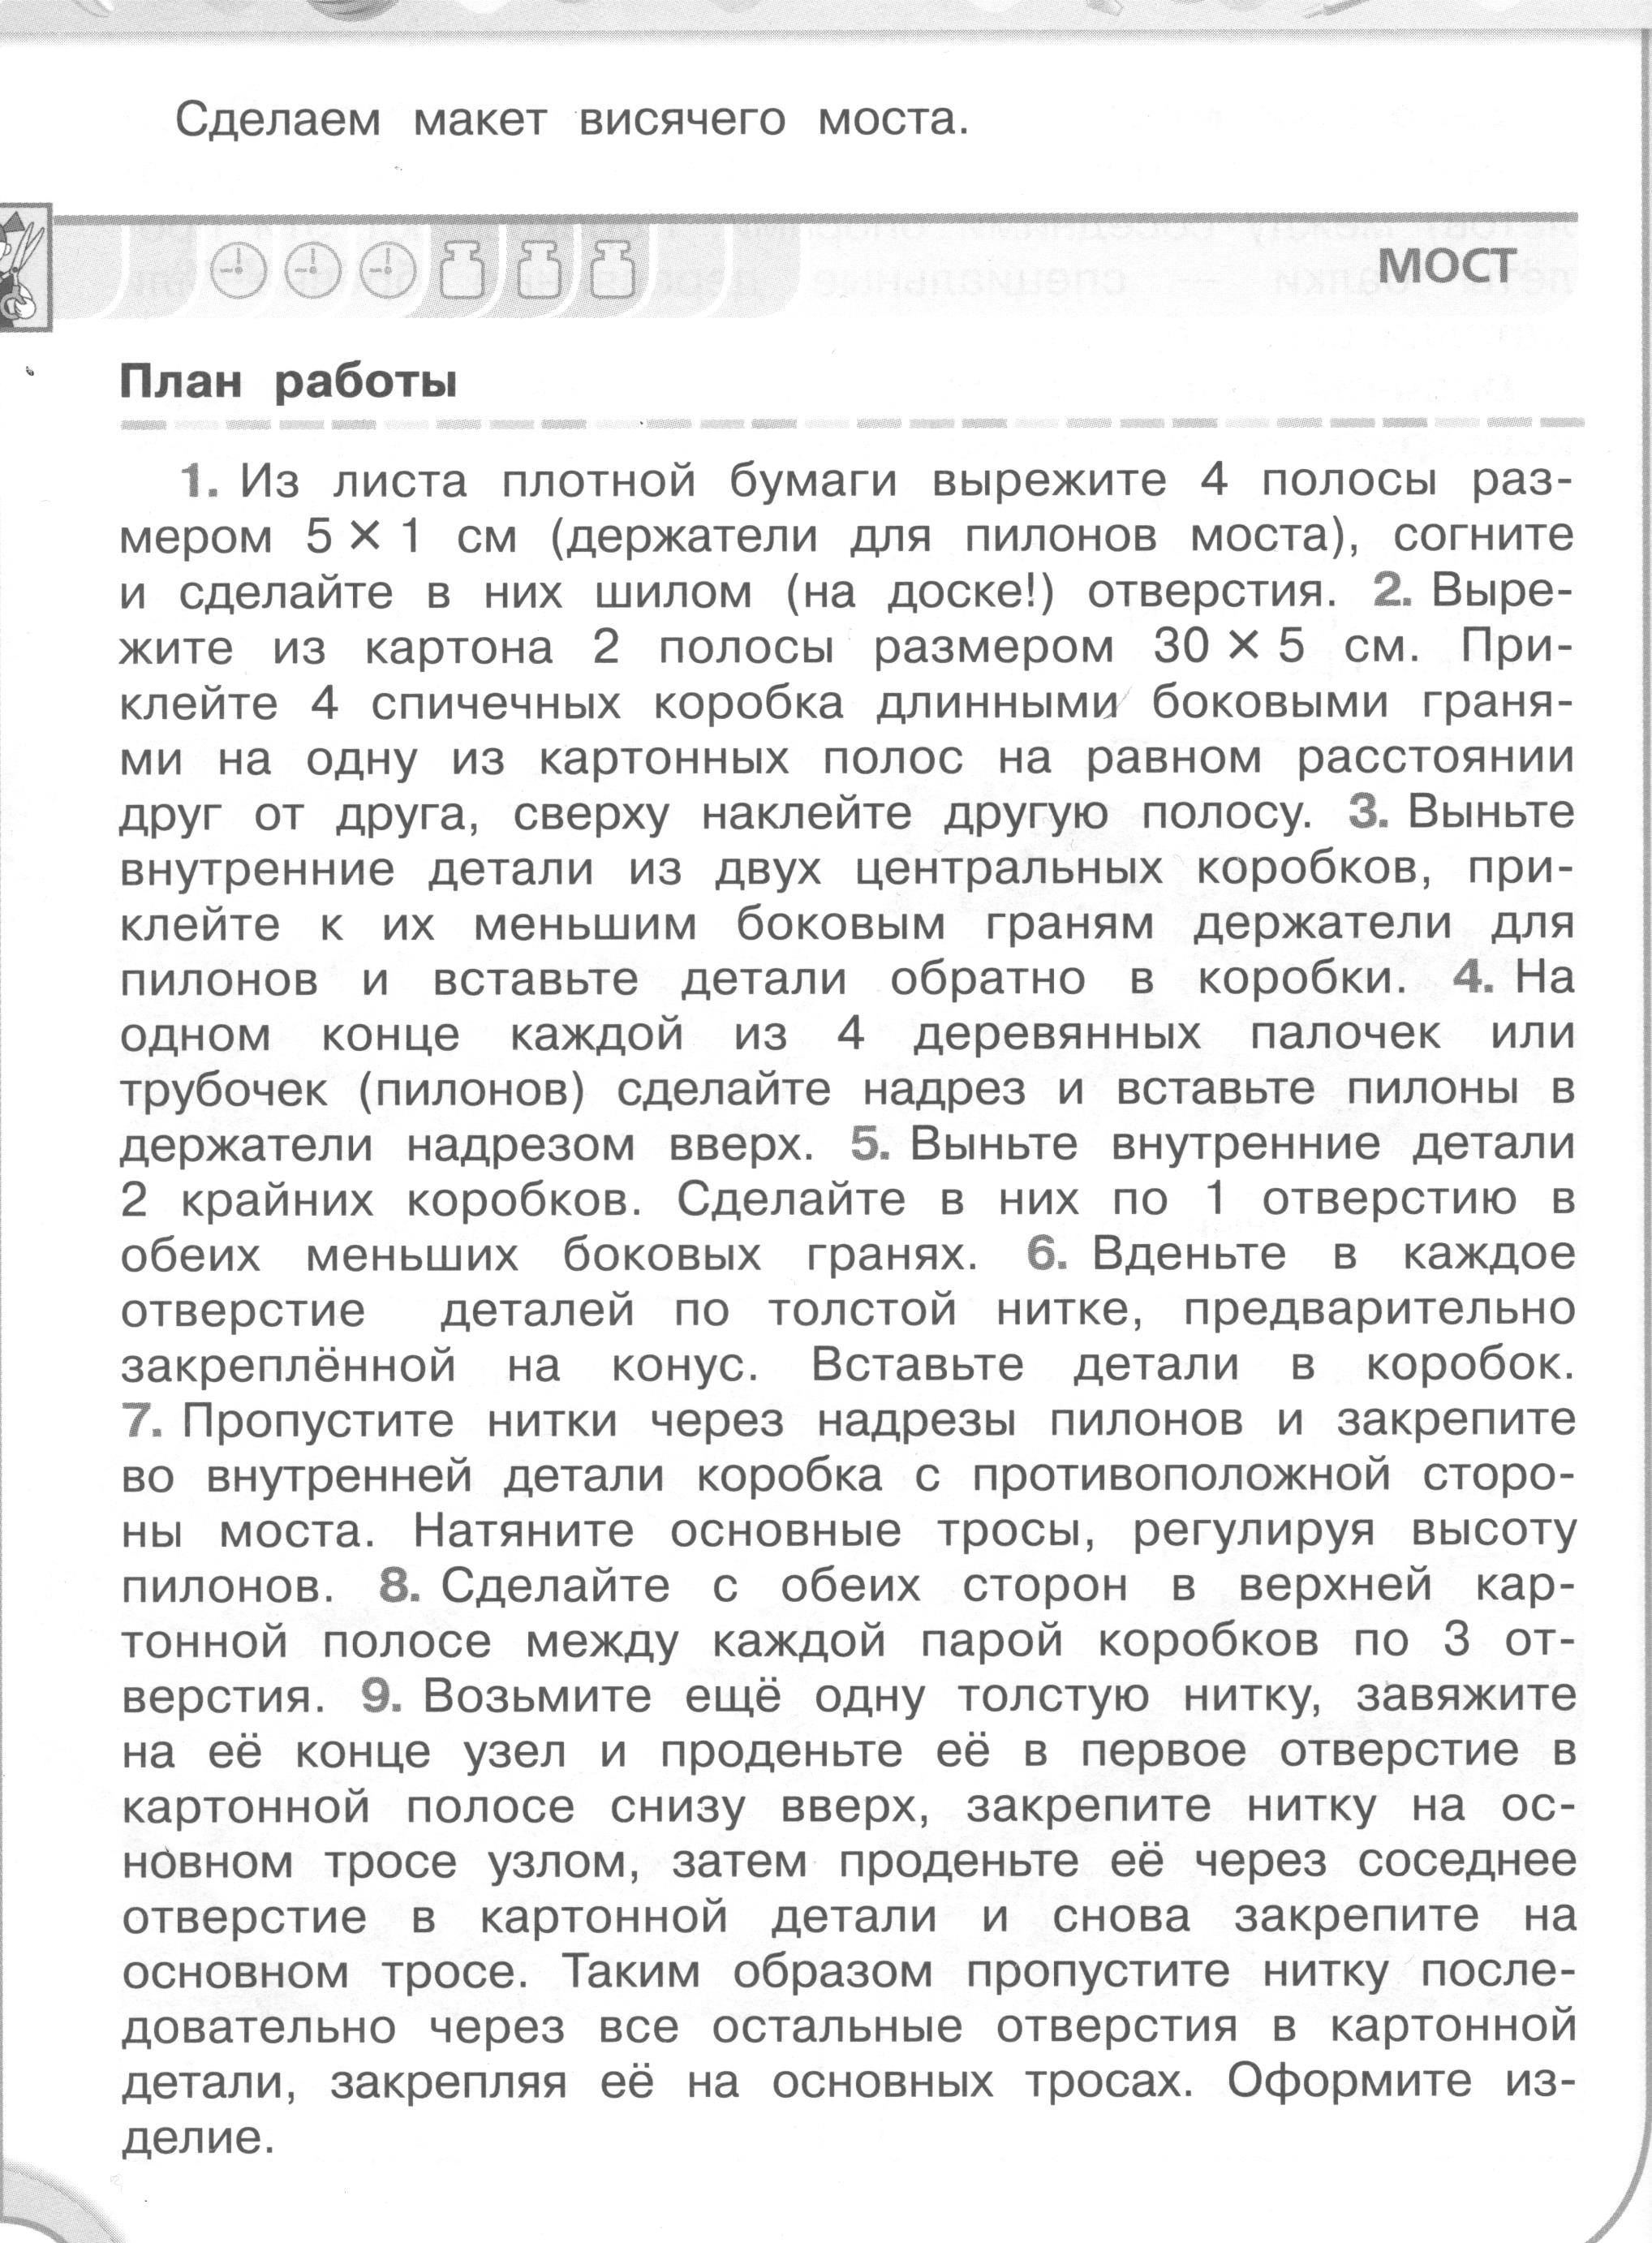 Сделаем макет висячего моста.
МОСТ
План работы
1. Из листа плотной бумаги вырежите 4 полосы раз-
мером 5 × 1 см (держатели для пилонов моста), согните
и сделайте в них шилом (на доске!) отверстия. 2. Выре-
жите из картона 2 полосы размером 30 × 5 см. При-
клейте 4 спичечных коробка длинными боковыми граня-
ми на одну из картонных полос на равном расстоянии
друг от друга, сверху наклейте другую полосу. 3. Выньте
внутренние детали из двух центральных коробков, при-
клейте к их меньшим боковым граням держатели для
пилонов и вставьте детали обратно в коробки. 4. На
одном конце каждой из 4 деревянных палочек или
трубочек (пилонов) сделайте надрез и вставьте пилоны в
держатели надрезом вверх. 5. Выньте внутренние детали
2 крайних коробков. Сделайте в них по 1 отверстию в
обеих меньших боковых гранях. 6. Вденьте в каждое
отверстие деталей по толстой нитке, предварительно
закреплённой на конус. Вставьте детали в коробок.
7. Пропустите нитки через надрезы пилонов и закрепите
во внутренней детали коробка с противоположной сторо-
ны моста. Натяните основные тросы, регулируя высоту
пилонов. 8. Сделайте с обеих сторон в верхней кар-
тонной полосе между каждой парой коробков по 3 от-
верстия. 9. Возьмите ещё одну толстую нитку, завяжите
на её конце узел и проденьте её в первое отверстие в
картонной полосе снизу вверх, закрепите нитку на ос-
новном тросе узлом, затем проденьте её через соседнее
отверстие в картонной детали и снова закрепите на
основном тросе. Таким образом пропустите нитку после-
довательно через все остальные отверстия в картонной
детали, закрепляя её на основных тросах. Оформите из-
делие.